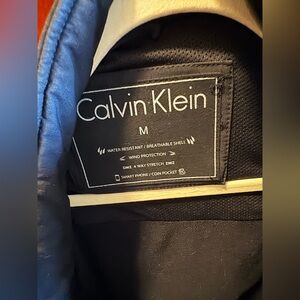 Calvin Klein
M
WATER RESISTANT / BREATHABLE SHELL
WIND PROTECTION
4 WAY STRETCH
SMART PHONE / COIN POCKET